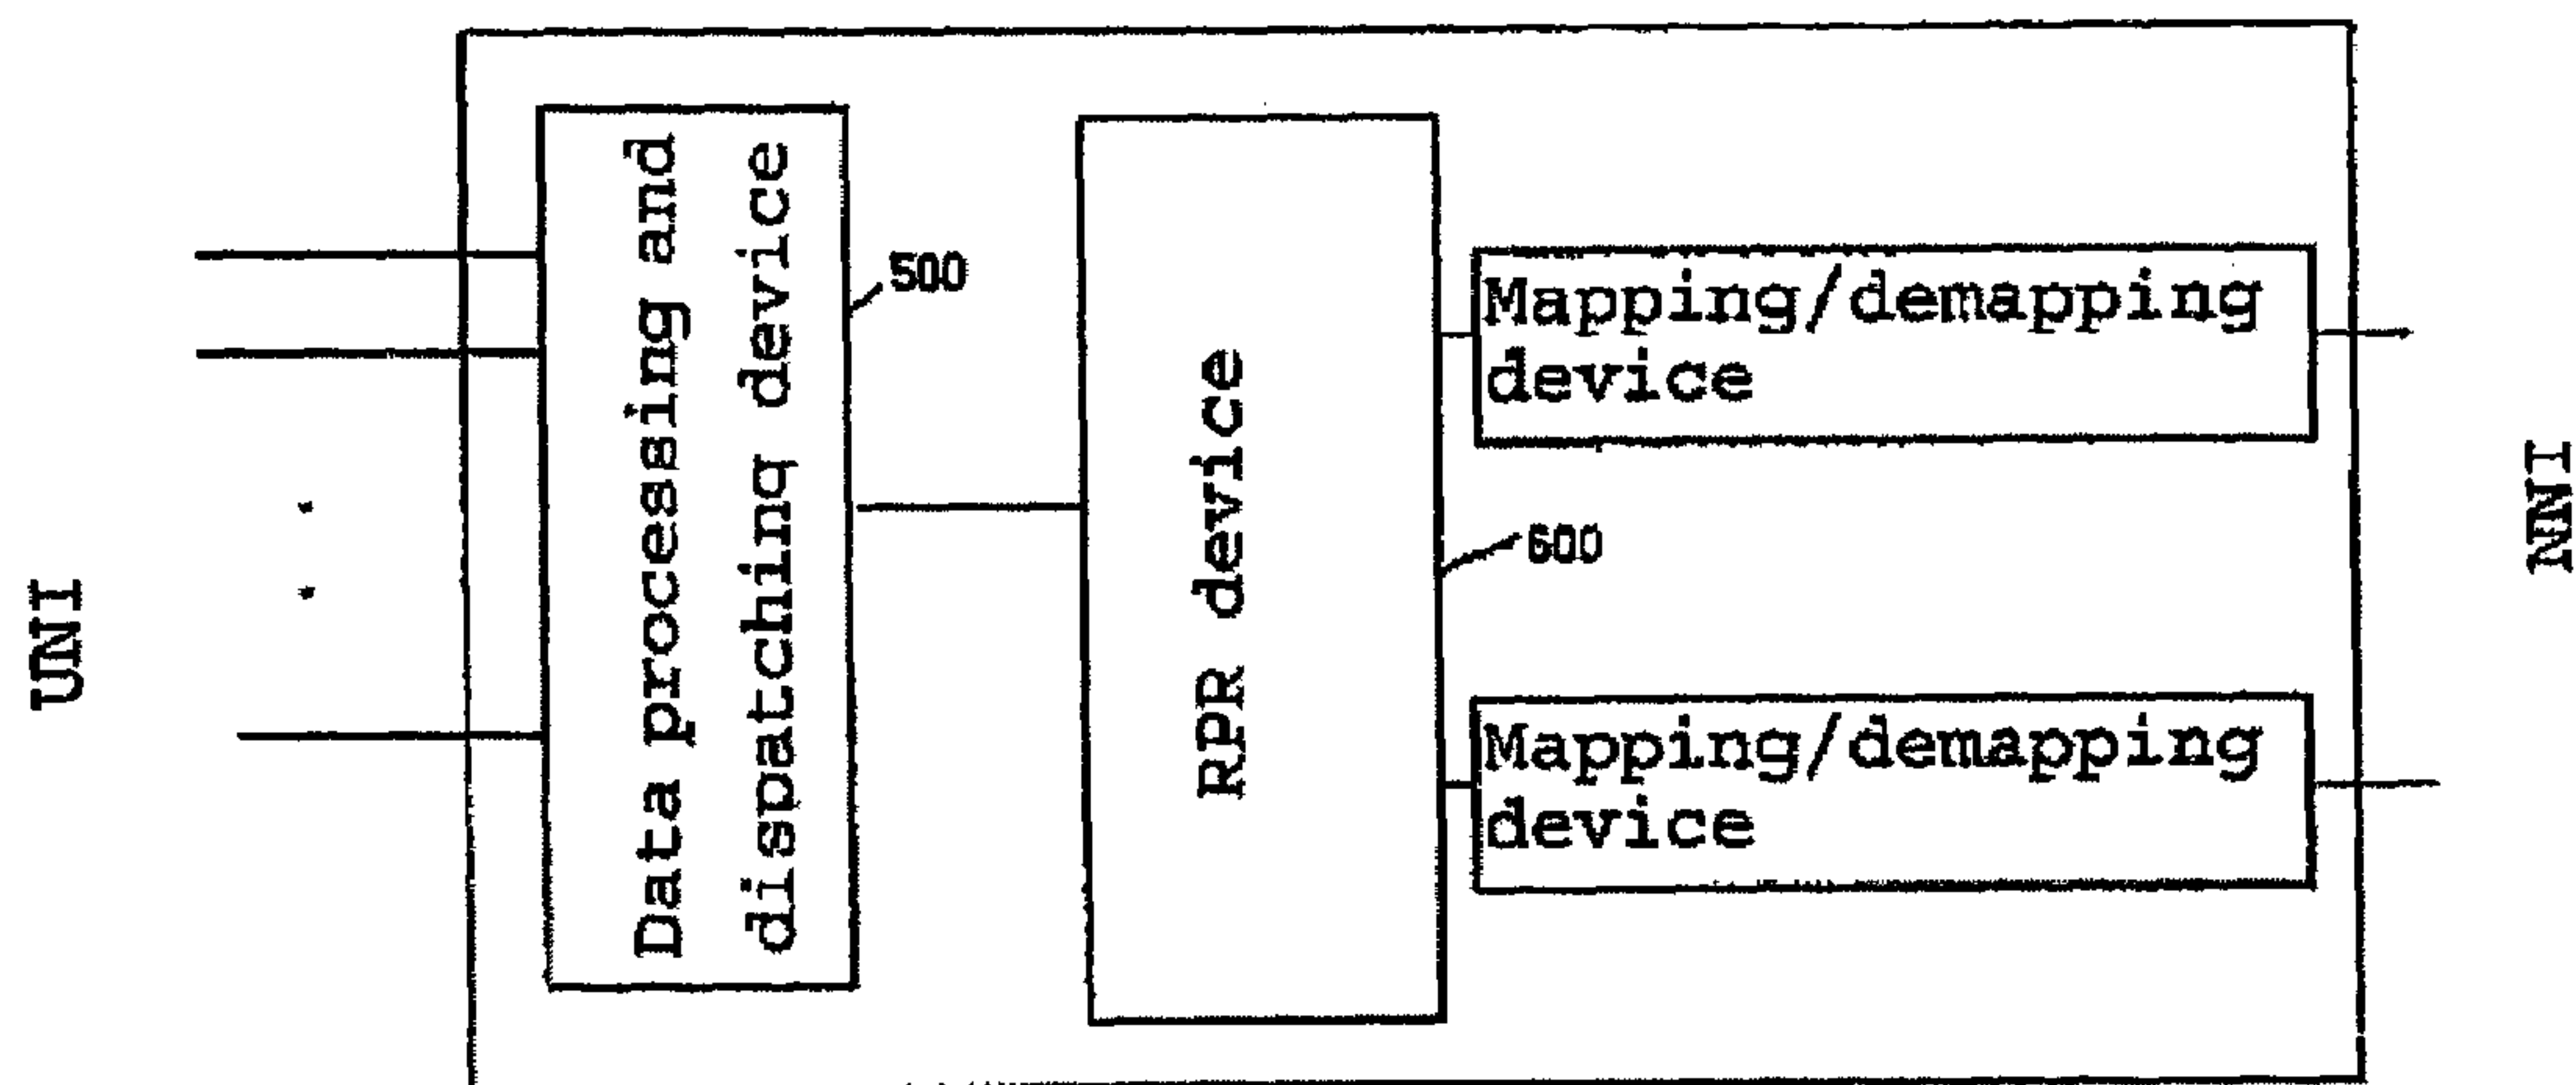 UNI
Data processing and
dispatching device
500
RPR device
600
Mapping/demapping
device
Mapping/demapping
device
NNI